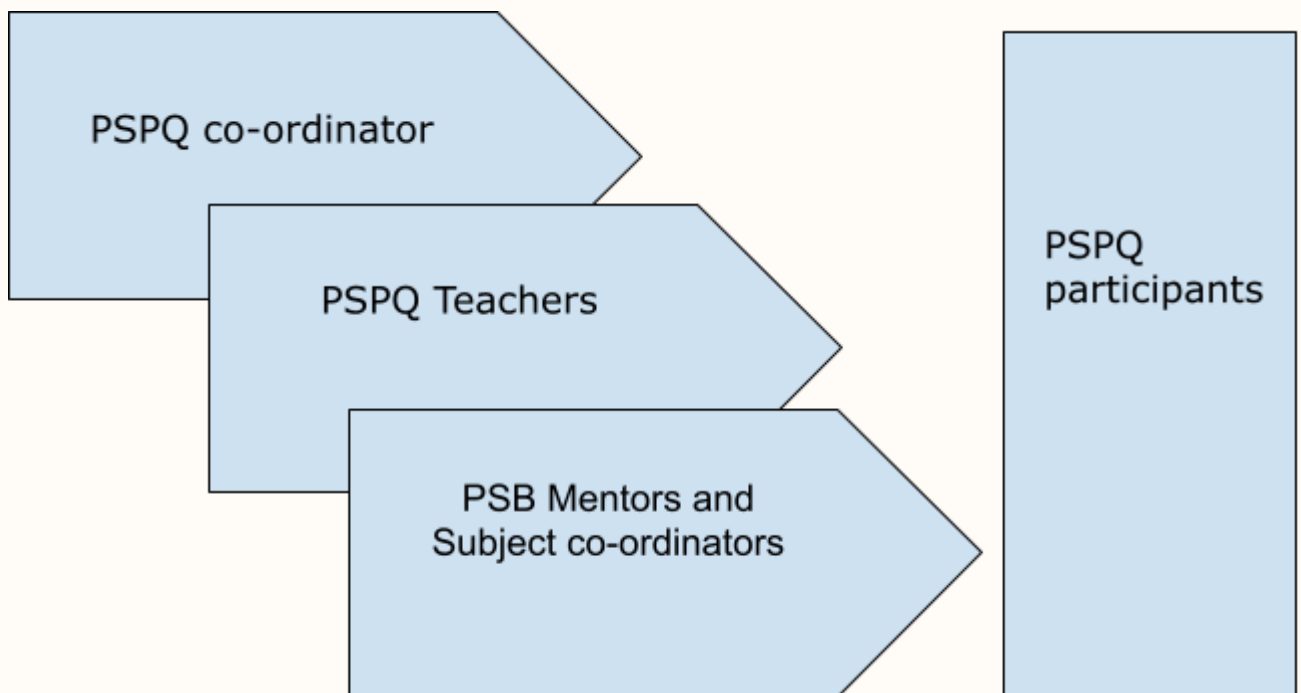 PSPQ co-ordinator
PSPQ Teachers
PSB Mentors and
Subject co-ordinators
PSPQ
participants